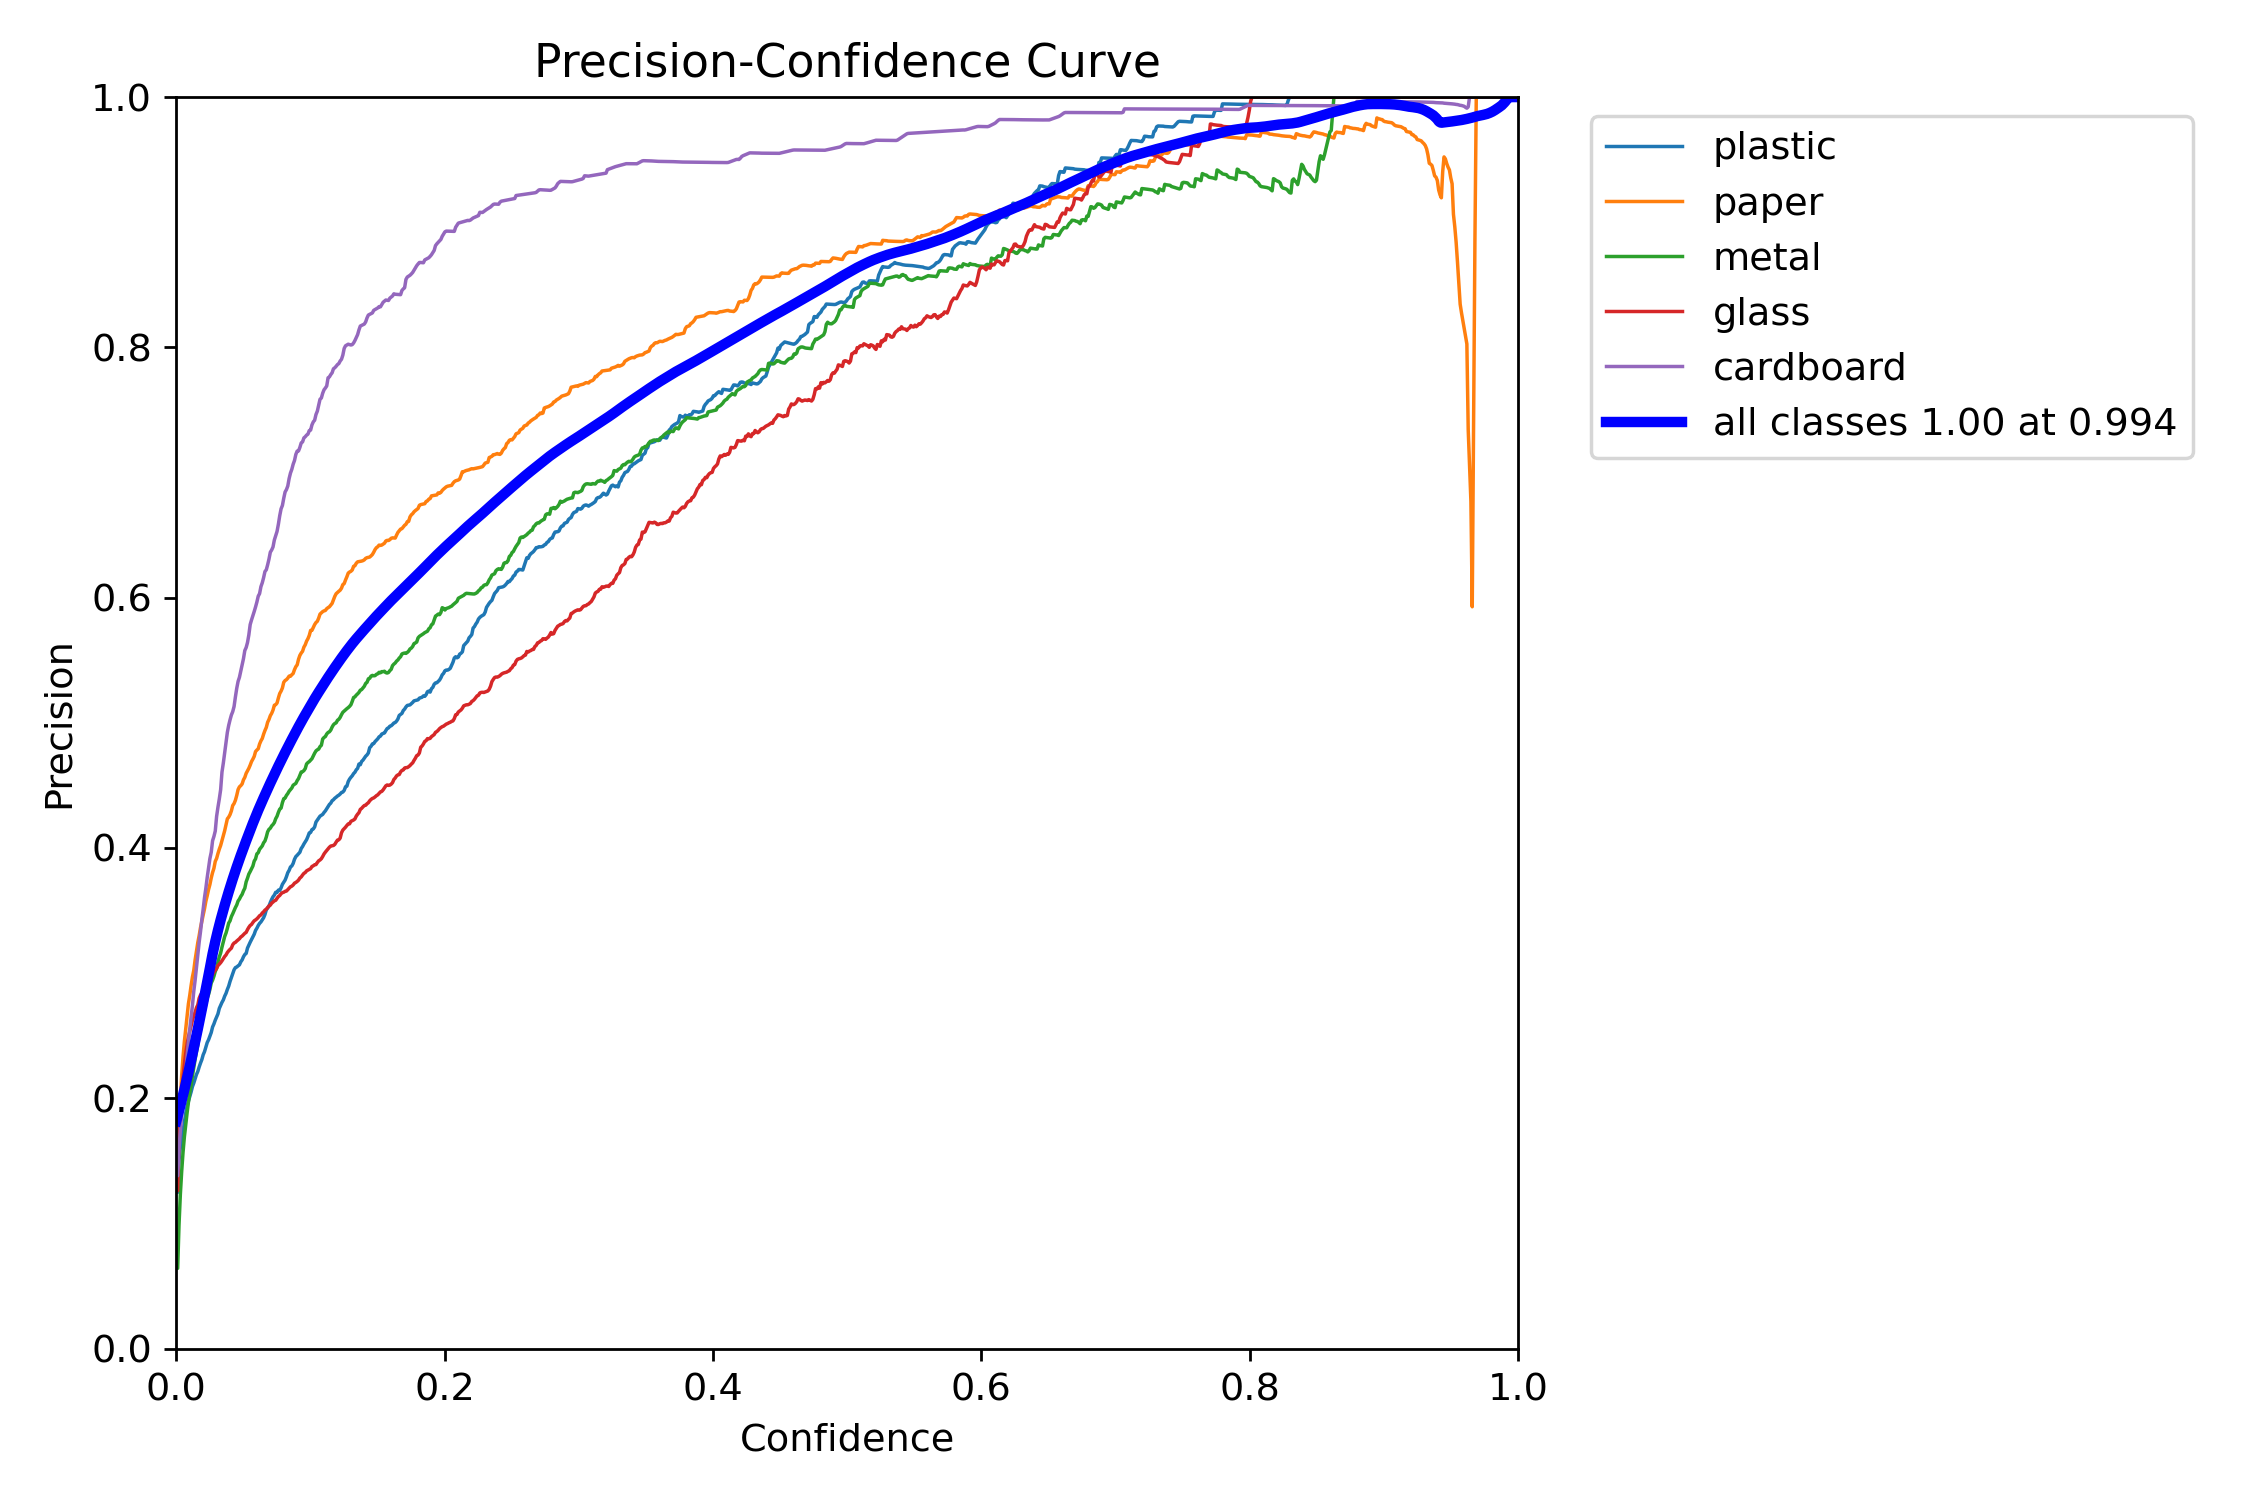 Precision-Confidence Curve
1.0
0.8
0.6
0.4
0.2
0.0
Precision
0.0 0.2 0.4 0.6 0.8 1.0
Confidence
plastic
paper
metal
glass
cardboard
all classes 1.00 at 0.994